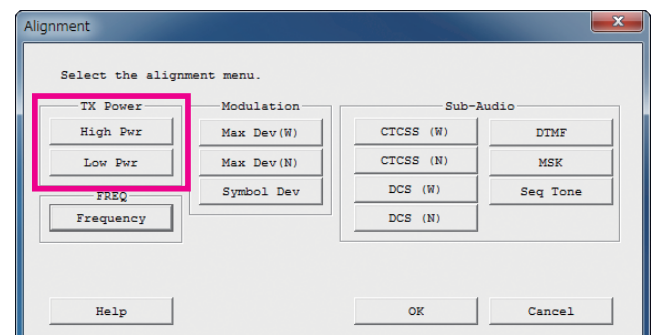 Alignment
x
Select the alignment menu.
TX Power
High Pwr
Low Pwr
FREQ
Frequency
Modulation
Max Dev(W)
Max Dev(N)
Symbol Dev
Sub-Audio
CTCSS (W)
CTCSS (N)
DCS (W)
DCS (N)
DTMF
MSK
Seq Tone
Help
OK
Cancel